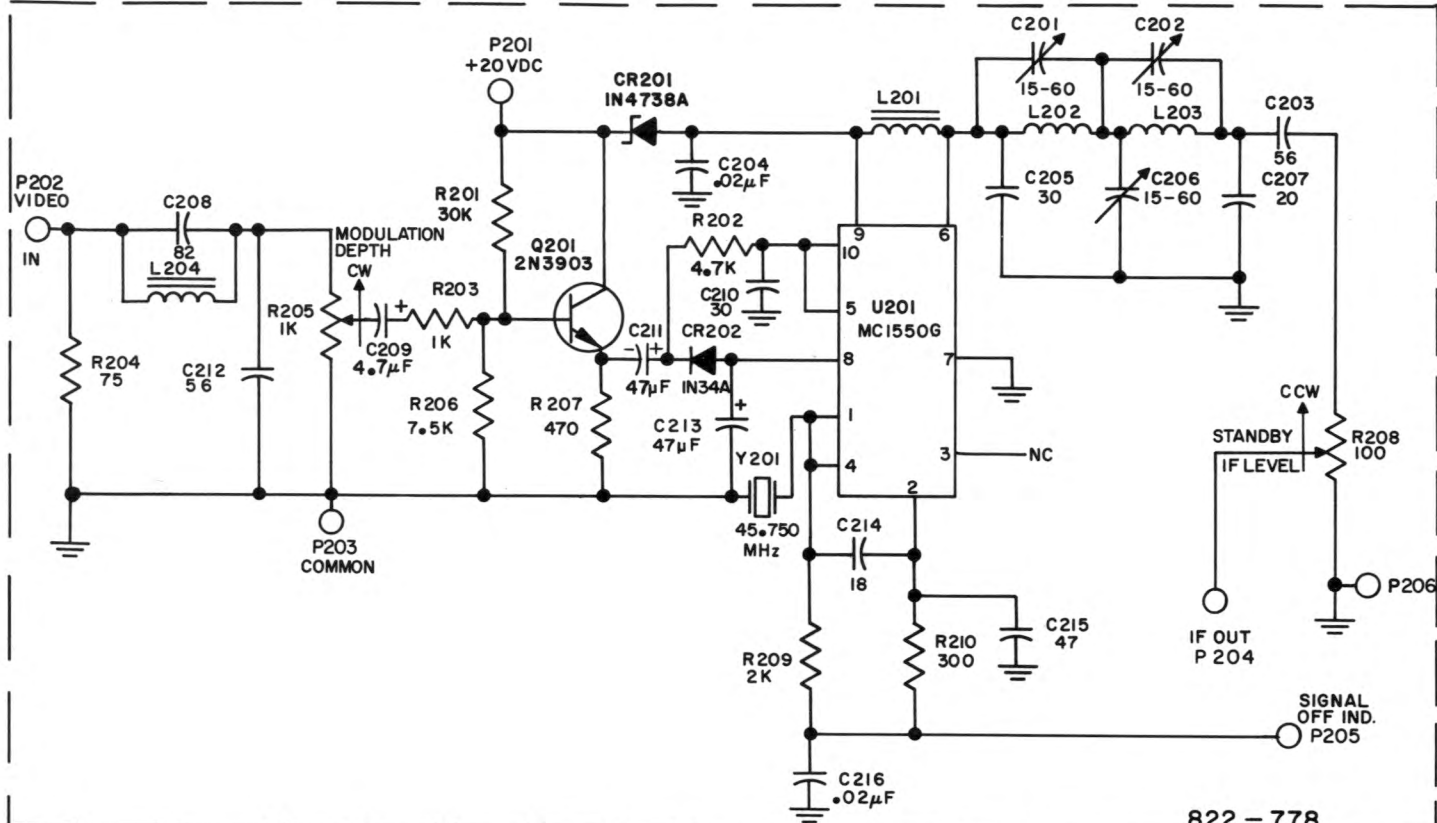 P201
+20VDC
CR201
IN4738A
L201
C201
15-60
C202
15-60
L202
L203
C203
56
C204
.02µF
C205
30
C206
15-60
C207
20
P202
VIDEO
IN
C208
82
L204
MODULATION
DEPTH
CW
R201
30K
Q201
2N3903
R202
4.7K
C210
30
9
6
10
5
U201
MC1550G
8
7
1
4
3
NC
2
R203
1K
R205
1K
C209
4.7µF
C211
- +
47µF
CR202
IN34A
R204
75
C212
56
R206
7.5K
R207
470
C213
47µF
+
+
Y201
45.750
MHz
P203
COMMON
C214
18
CCW
STANDBY
IF LEVEL
R208
100
P206
IF OUT
P204
R209
2K
R210
300
C215
47
SIGNAL
OFF IND.
P205
C216
.02µF
822-778